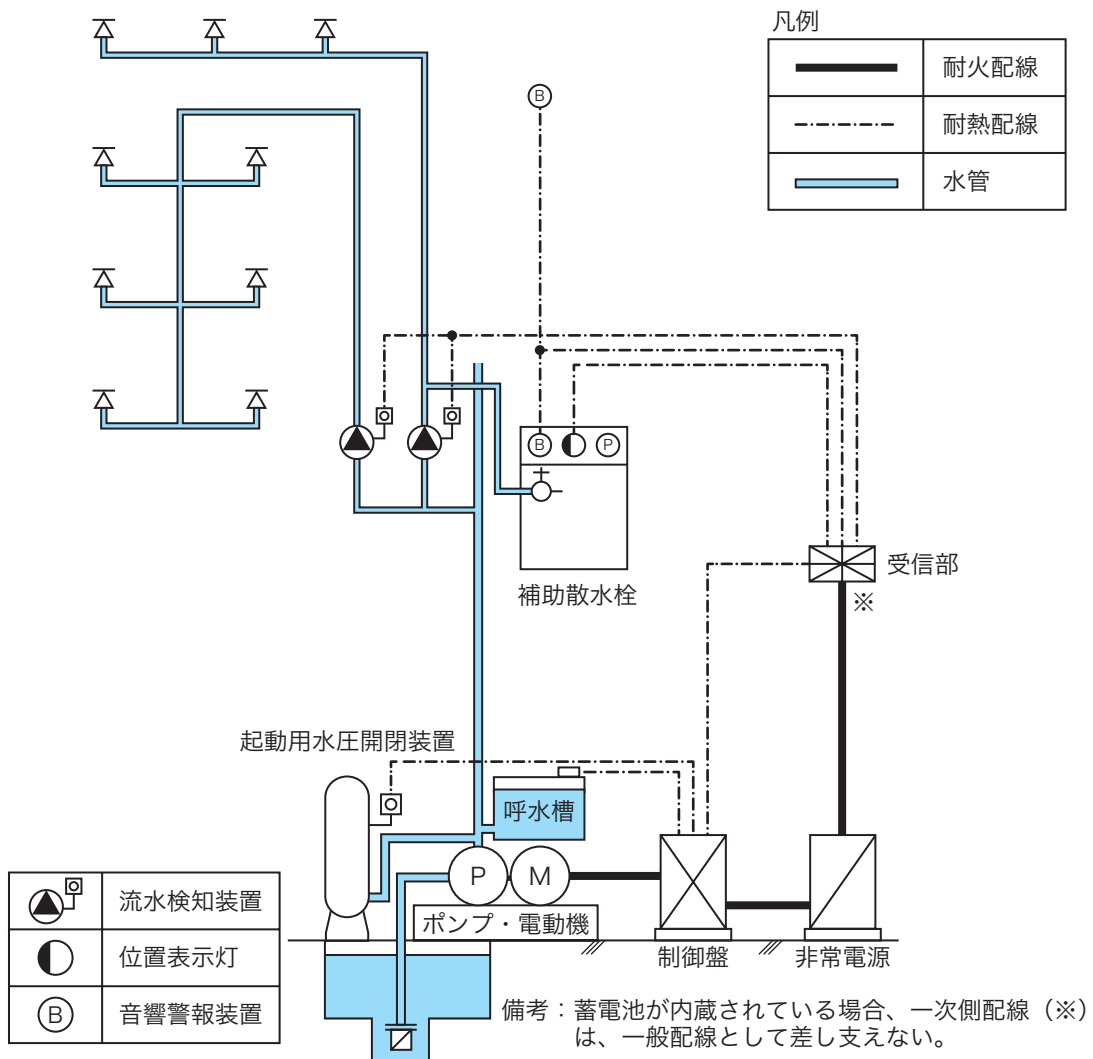 凡例
耐火配線
耐熱配線
水管
B
B
P
補助散水栓
受信部
※
起動用水圧開閉装置
呼水槽
P
M
ポンプ・電動機
制御盤
非常電源
流水検知装置
位置表示灯
B
音響警報装置
備考：蓄電池が内蔵されている場合、一次側配線（※）
は、一般配線として差し支えない。